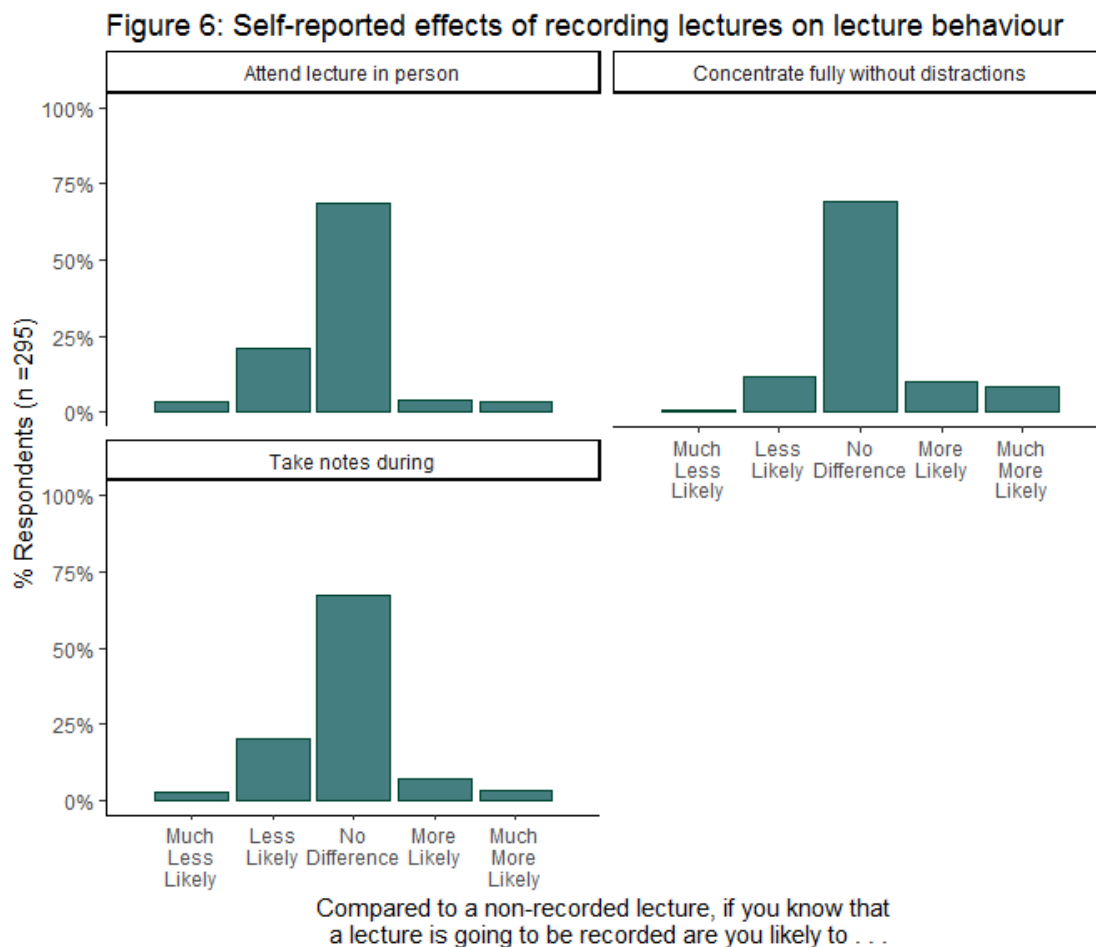 Figure 6: Self-reported effects of recording lectures on lecture behaviour
Attend lecture in person
Concentrate fully without distractions
% Respondents (n =295)
100%
75%
50%
25%
0%
Much Less Likely
Less Likely
No Difference
More Likely
Much More Likely
Take notes during
100%
75%
50%
25%
0%
Much Less Likely
Less Likely
No Difference
More Likely
Much More Likely
Compared to a non-recorded lecture, if you know that
a lecture is going to be recorded are you likely to . . .